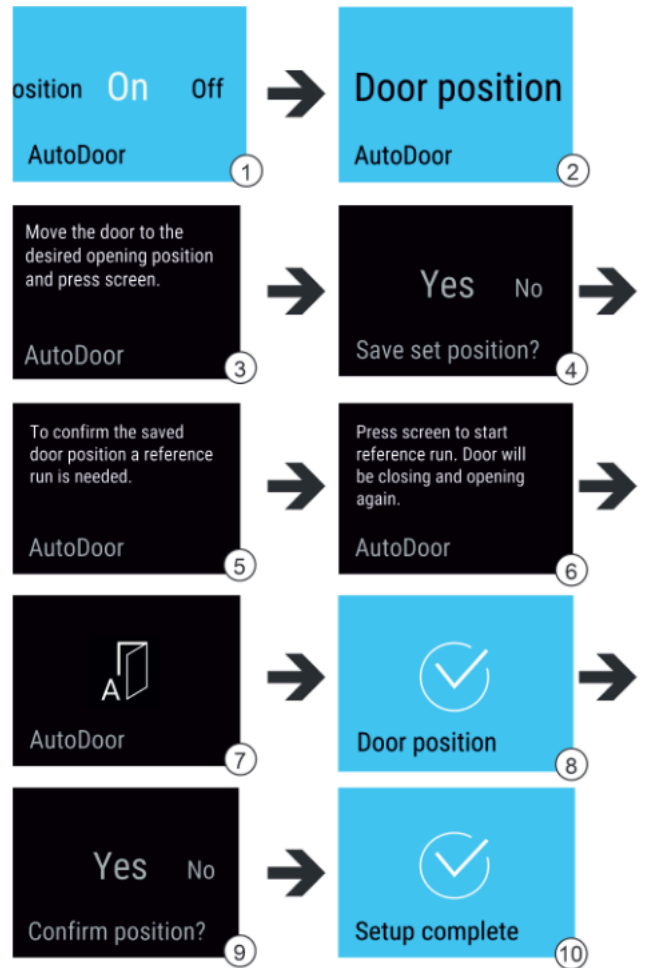 osition On Off
AutoDoor
1
Door position
AutoDoor
2
Move the door to the
desired opening position
and press screen.
AutoDoor
3
Yes No
Save set position?
4
To confirm the saved
door position a reference
run is needed.
AutoDoor
5
Press screen to start
reference run. Door will
be closing and opening
again.
AutoDoor
6
A
AutoDoor
7
Door position
8
Yes No
Confirm position?
9
Setup complete
10